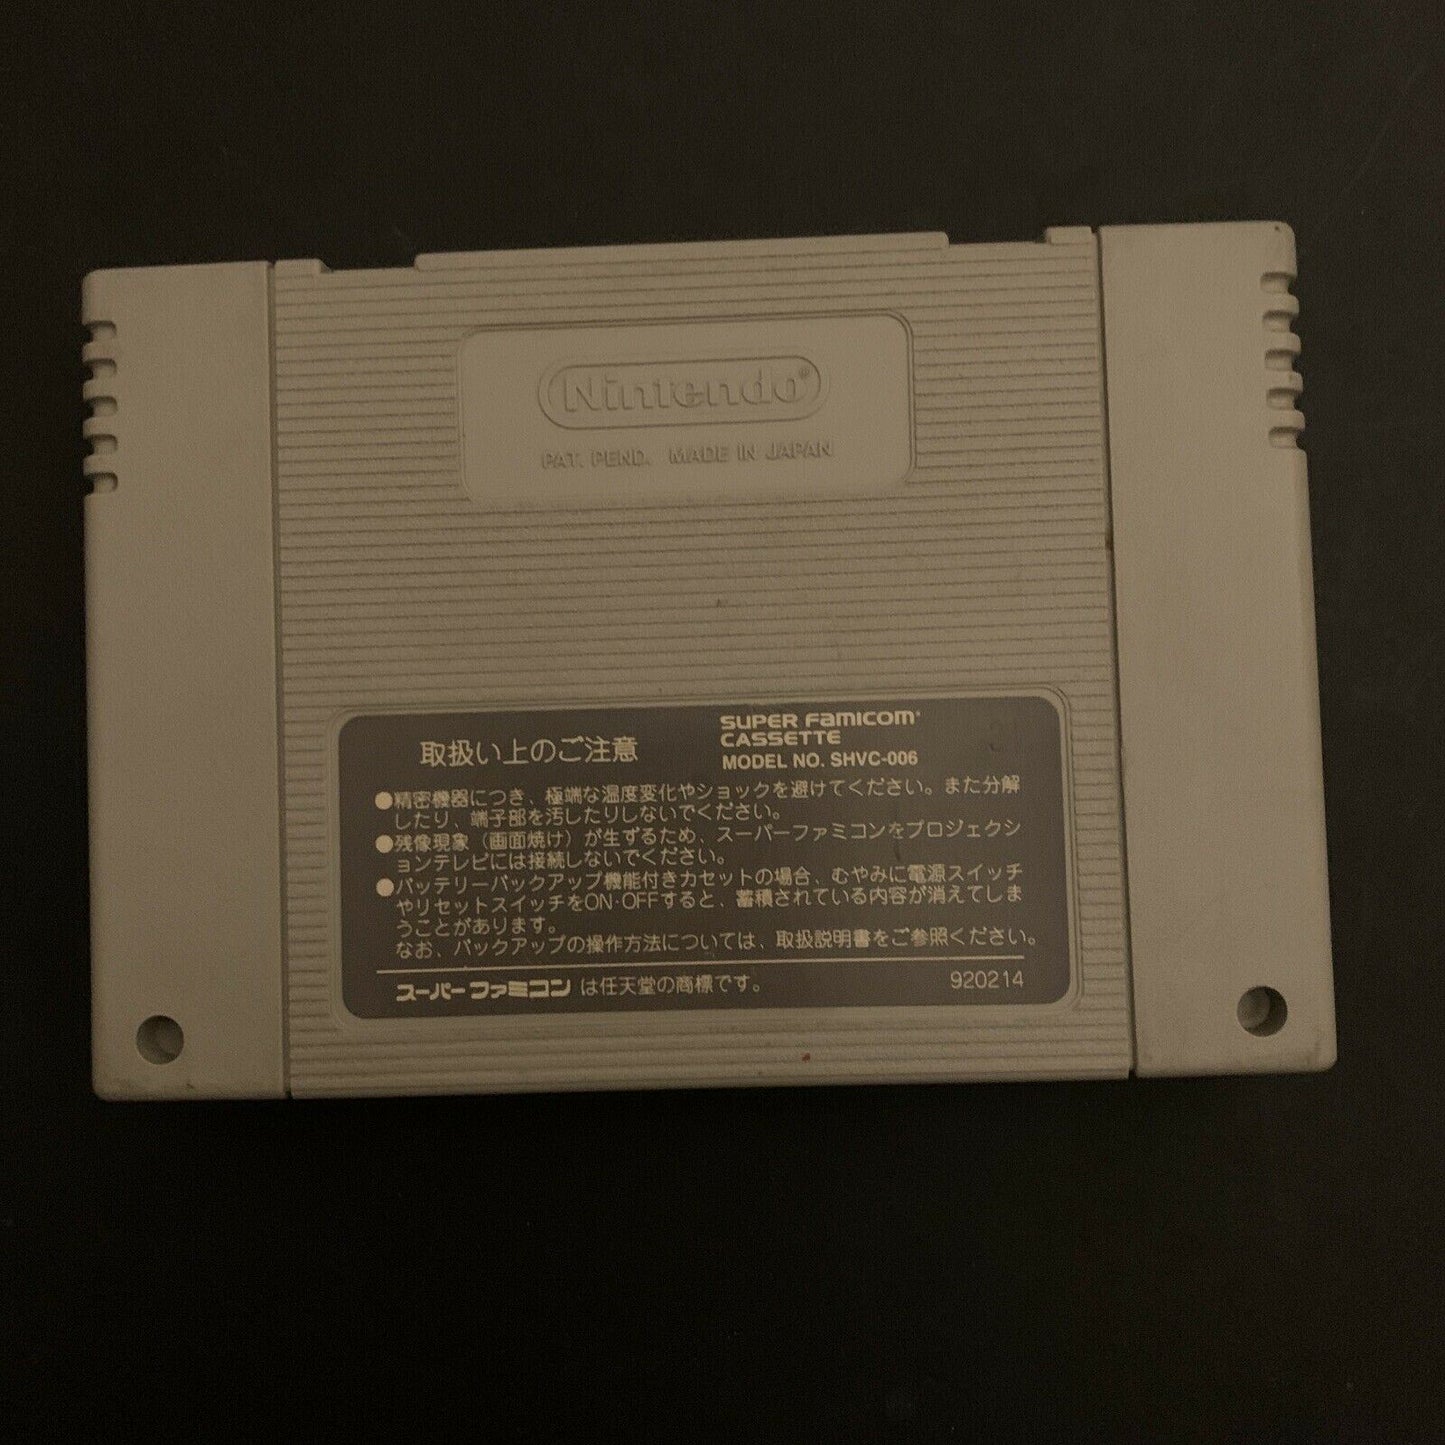 Nintendo®
PAT. PEND. MADE IN JAPAN
取扱い上のご注意
SUPER FAMICOM®
CASSETTE
MODEL NO. SHVC-006
●精密機器につき、極端な温度変化やショックを避けてください。また分解
したり、端子部を汚したりしないでください。
●残像現象（画面焼け）が生ずるため、スーパーファミコンをプロジェクシ
ョンテレビには接続しないでください。
●バッテリーバックアップ機能付きカセットの場合、むやみに電源スイッチ
やリセットスイッチをON·OFFすると、蓄積されている内容が消えてしま
うことがあります。
なお、バックアップの操作方法については、取扱説明書をご参照ください。
スーパーファミコンは任天堂の商標です。
920214